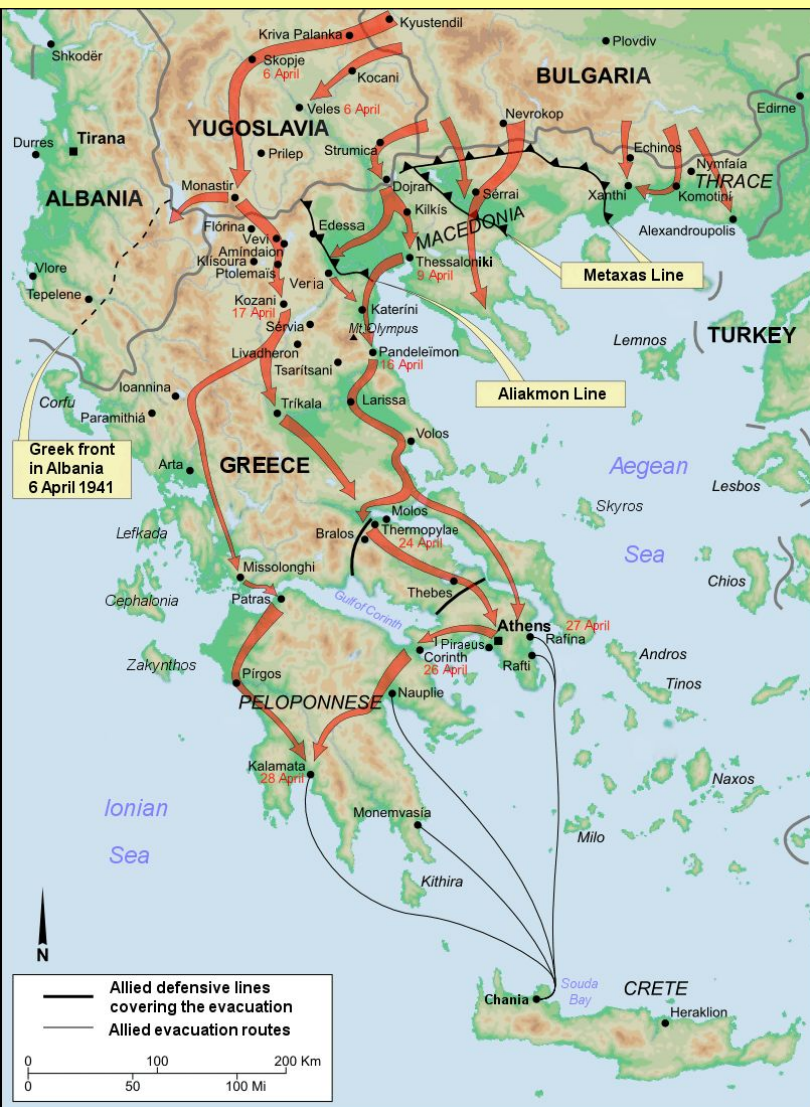 Kyustendil
Kriva Palanka
Plovdiv
Shkodër
Skopje
6 April
Kocani
BULGARIA
Edirne
Veles 6 April
Nevrokop
YUGOSLAVIA
Tirana
Durres
Strumica
Echinos
Prilep
Nymfaía
THRACE
ALBANIA
Monastir
Dojran
Sérrai
Xanthi
Komotiní
Kilkís
MACEDONIA
Alexandroupolis
Flórina
Edessa
Vevi
Amíndaion
Klisoura
Ptolemaïs
Thessaloniki
9 April
Metaxas Line
Vlore
Veria
Tepelene
Kozani
17 April
Kateríni
Sérvia
Mt. Olympus
TURKEY
Lemnos
Livadheron
Pandeleïmon
16 April
Tsarítsani
Aliakmon Line
Ioannina
Corfu
Paramithiá
Larissa
Tríkala
Volos
Greek front
in Albania
6 April 1941
Arta
GREECE
Aegean
Sea
Lesbos
Skyros
Molos
Lefkada
Bralos
Thermopylae
24 April
Missolonghi
Chios
Thebes
Cephalonia
Patras
Gulf of Corinth
Athens
27 April
Rafína
Piraeus
Andros
Corinth
26 April
Rafti
Zakynthos
Pírgos
Tinos
PELOPONNESE
Nauplie
Kalamata
28 April
Naxos
Ionian
Sea
Monemvasía
Milo
Kithira
N
Allied defensive lines
covering the evacuation
Allied evacuation routes
0 100 200 Km
0 50 100 Mi
Souda
Bay
CRETE
Chania
Heraklion